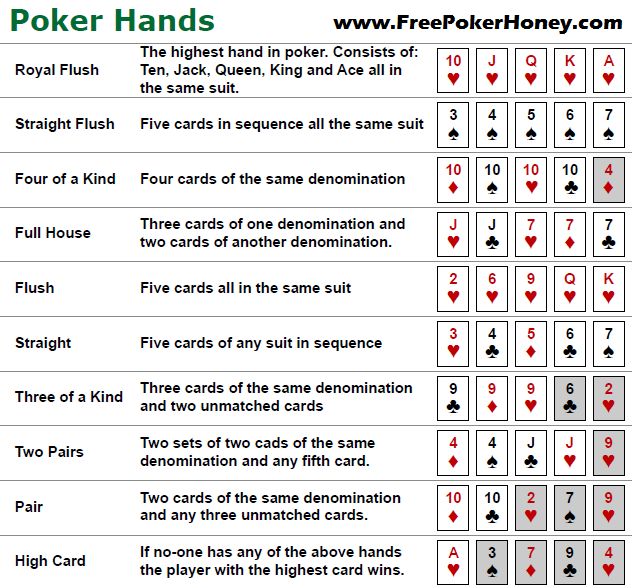 Poker Hands www.FreePokerHoney.com
Royal Flush
The highest hand in poker. Consists of:
Ten, Jack, Queen, King and Ace all in
the same suit.
10 J Q K A
♥ ♥ ♥ ♥ ♥
Straight Flush
Five cards in sequence all the same suit
3 4 5 6 7
♠ ♠ ♠ ♠ ♠
Four of a Kind
Four cards of the same denomination
10 10 10 10 4
♦ ♠ ♥ ♣ ♦
Full House
Three cards of one denomination and
two cards of another denomination.
J J 7 7 7
♥ ♣ ♥ ♦ ♣
Flush
Five cards all in the same suit
2 6 9 Q K
♥ ♥ ♥ ♥ ♥
Straight
Five cards of any suit in sequence
3 4 5 6 7
♥ ♣ ♦ ♣ ♠
Three of a Kind
Three cards of the same denomination
and two unmatched cards
9 9 9 6 2
♣ ♦ ♥ ♣ ♥
Two Pairs
Two sets of two cads of the same
denomination and any fifth card.
4 4 J J 9
♦ ♠ ♣ ♥ ♥
Pair
Two cards of the same denomination
and any three unmatched cards.
10 10 2 7 9
♦ ♣ ♥ ♠ ♥
High Card
If no-one has any of the above hands
the player with the highest card wins.
A 3 7 9 4
♥ ♠ ♦ ♣ ♥